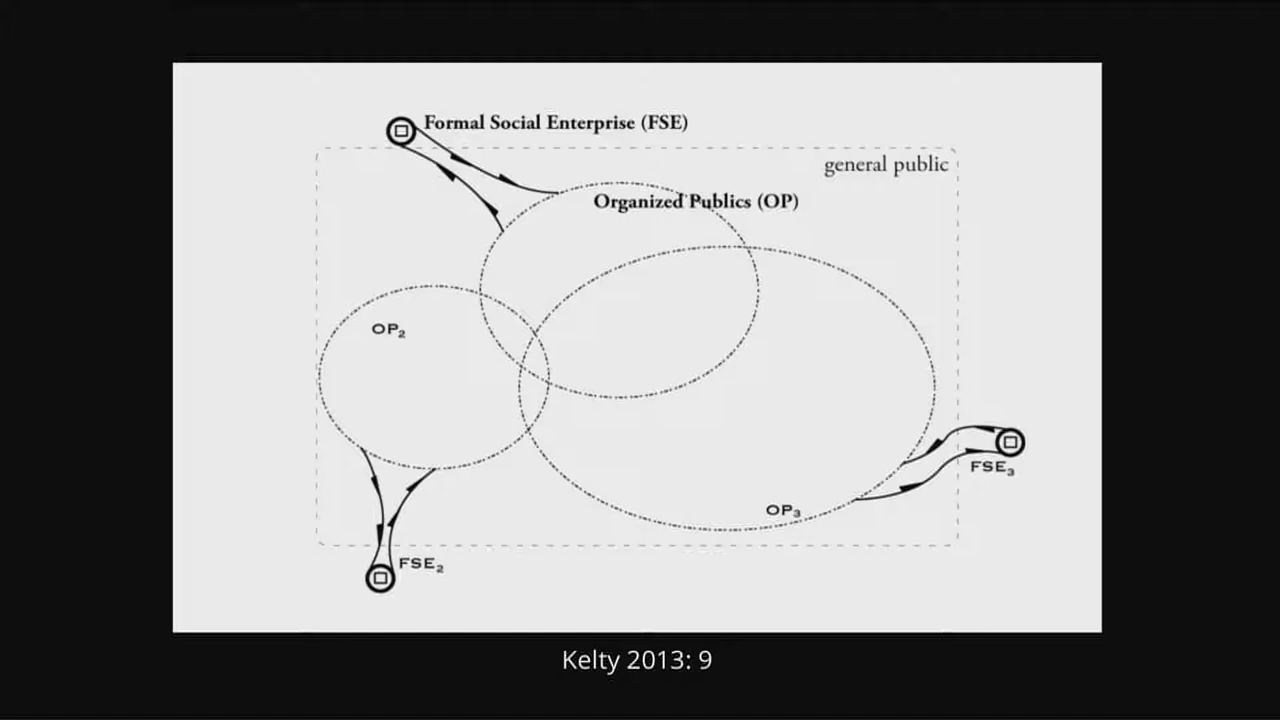 Formal Social Enterprise (FSE)
general public
Organized Publics (OP)
OP₂
FSE₃
OP₃
FSE₂
Kelty 2013: 9